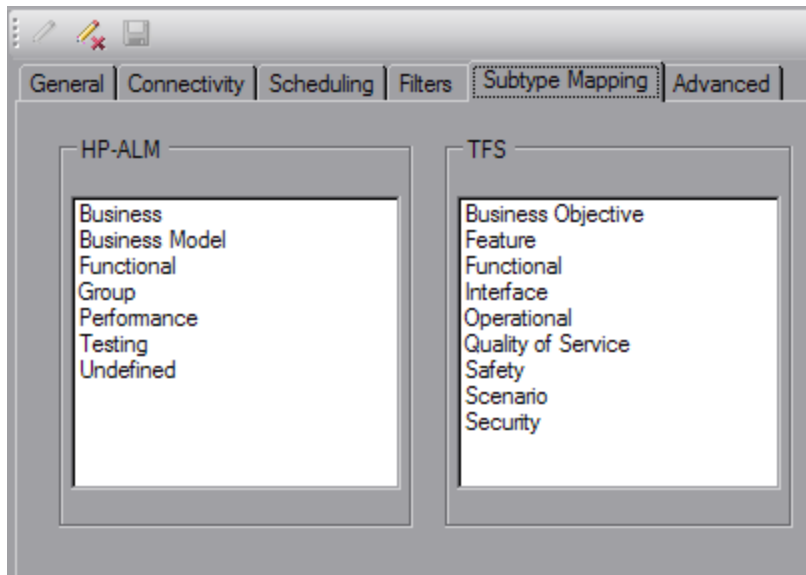 General Connectivity Scheduling Filters Subtype Mapping Advanced
HP-ALM
Business
Business Model
Functional
Group
Performance
Testing
Undefined
TFS
Business Objective
Feature
Functional
Interface
Operational
Quality of Service
Safety
Scenario
Security